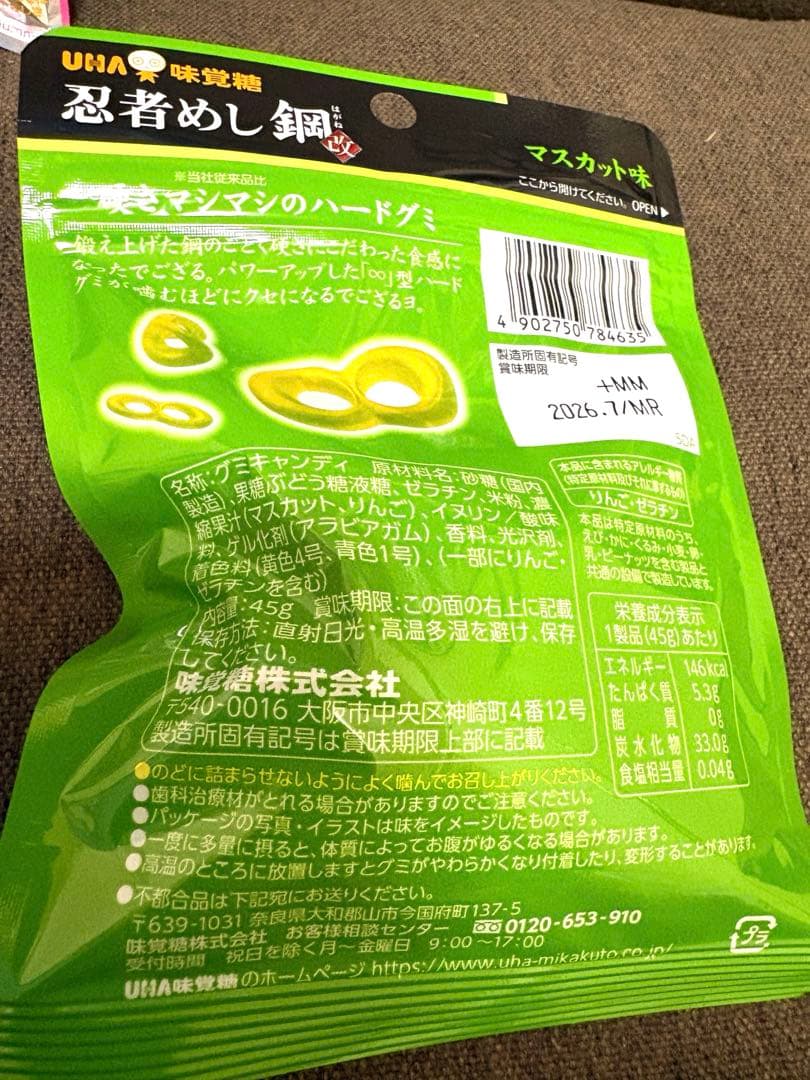 UHA 味覚糖
忍者めし 鋼 改
はがね
マスカット味
ここから開けてください。OPEN▶
※当社従来品比
硬さマシマシのハードグミ
鍛え上げた鋼のごとく硬さにこだわった食感に
なったでござる。パワーアップした「∞」型ハード
グミが噛むほどにクセになるでござるヨ。
4 902750 784635
製造所固有記号
賞味期限
+MM
2026.7/MR
50A
名称:グミキャンディ 原材料名:砂糖(国内
製造)、果糖ぶどう糖液糖、ゼラチン、米粉、濃
縮果汁(マスカット、りんご)、イヌリン/酸味
料、ゲル化剤(アラビアガム)、香料、光沢剤、
着色料(黄色4号、青色1号)、(一部にりんご・
ゼラチンを含む)
内容量:45g 賞味期限:この面の右上に記載
保存方法:直射日光・高温多湿を避け、保存
してください。
味覚糖株式会社
〒540-0016 大阪市中央区神崎町4番12号
製造所固有記号は賞味期限上部に記載
本品に含まれるアレルギー物質
(特定原材料及びそれに準ずるもの)
りんご・ゼラチン
本品は特定原材料のうち、
えび・かに・くるみ・小麦・卵・
乳・ピーナッツを含む製品と
共通の設備で製造しています。
栄養成分表示
1製品(45g)あたり
エネルギー 146kcal
たんぱく質 5.3g
脂質 0g
炭水化物 33.0g
食塩相当量 0.04g
●のどに詰まらせないようによく噛んでお召し上がりください。
●歯科治療材がとれる場合がありますのでご注意ください。
●パッケージの写真・イラストは味をイメージしたものです。
●一度に多量に摂ると、体質によってお腹がゆるくなる場合があります。
●高温のところに放置しますとグミがやわらかくなり付着したり、変形することがあります。
●不都合品は下記宛にお送りください。
〒639-1031 奈良県大和郡山市今国府町137-5
味覚糖株式会社 お客様相談センター 0120-653-910
受付時間 祝日を除く月～金曜日 9:00～17:00
UHA味覚糖のホームページ https://www.uha-mikakuto.co.jp/
プラ